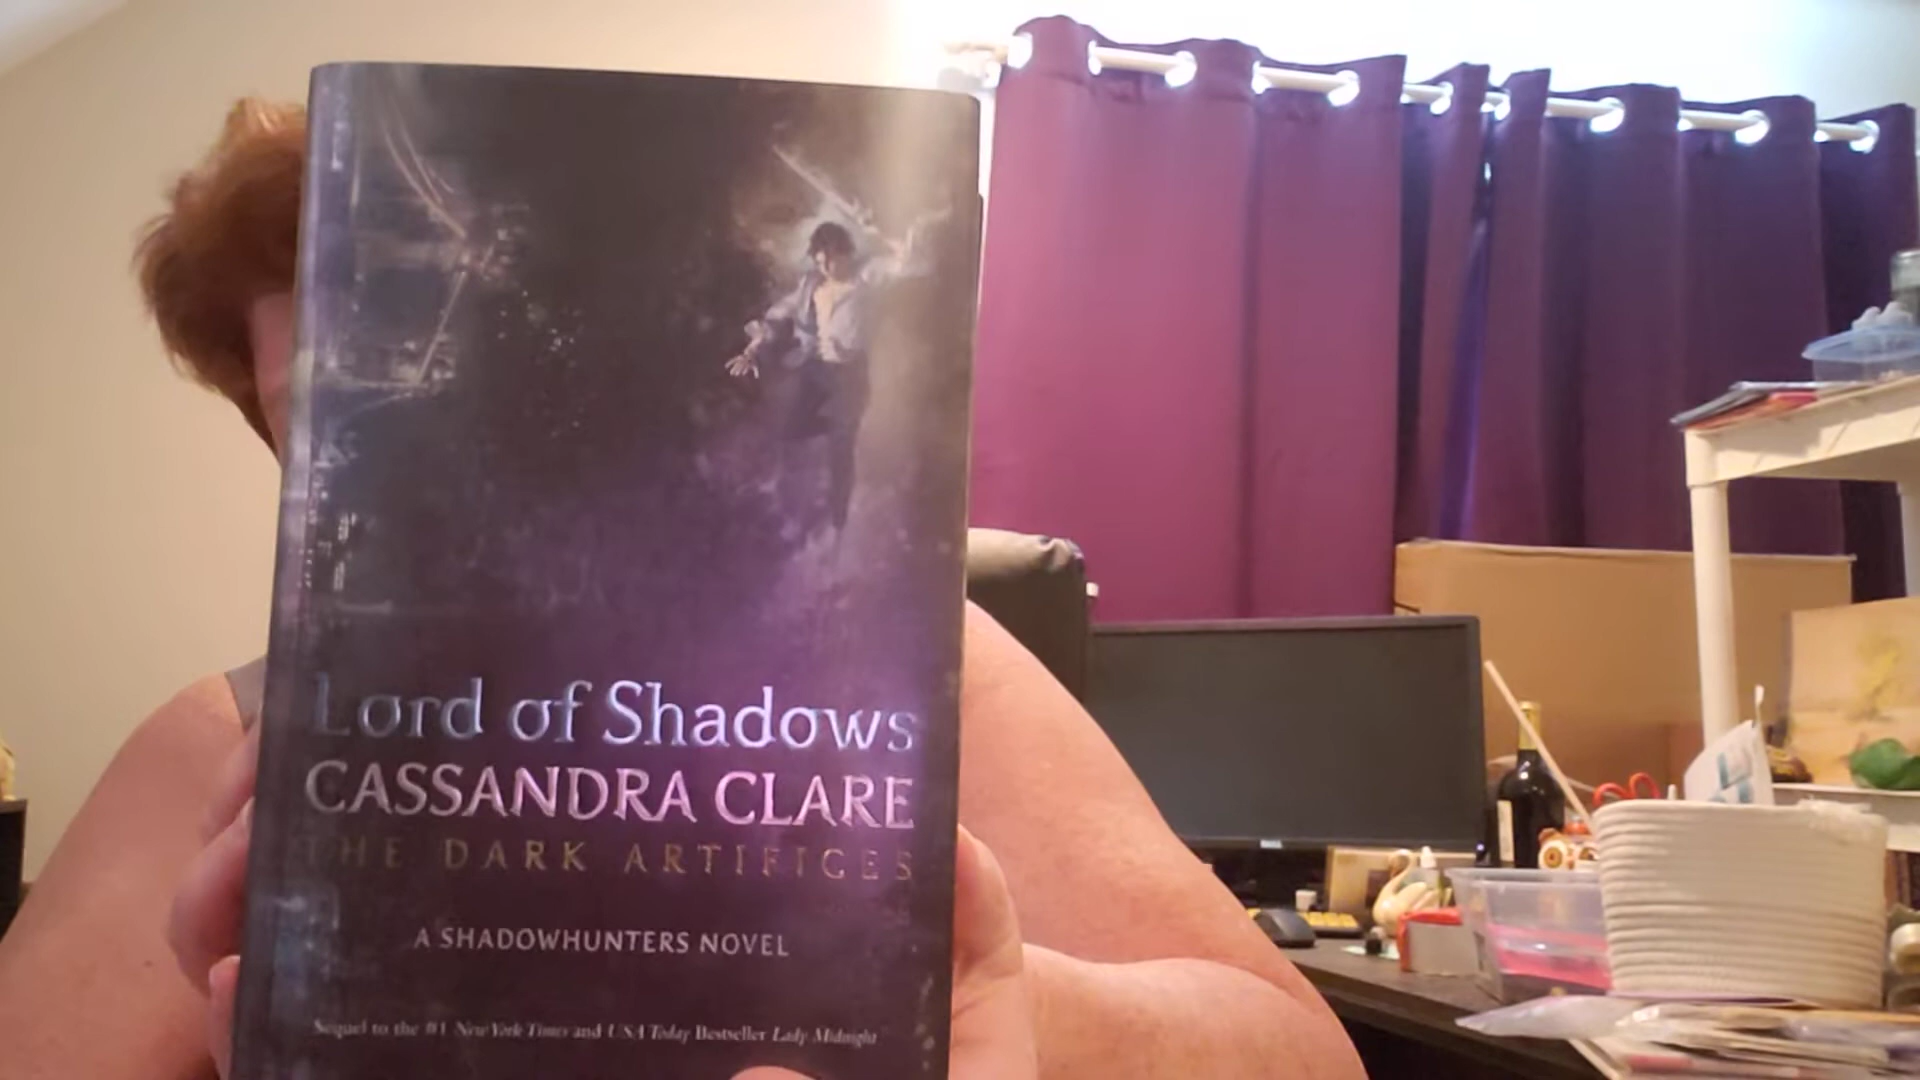 Lord of Shadows
CASSANDRA CLARE
THE DARK ARTIFICES
A SHADOWHUNTERS NOVEL
Sequel to the #1 New York Times and USA Today Bestseller Lady Midnight
DELL